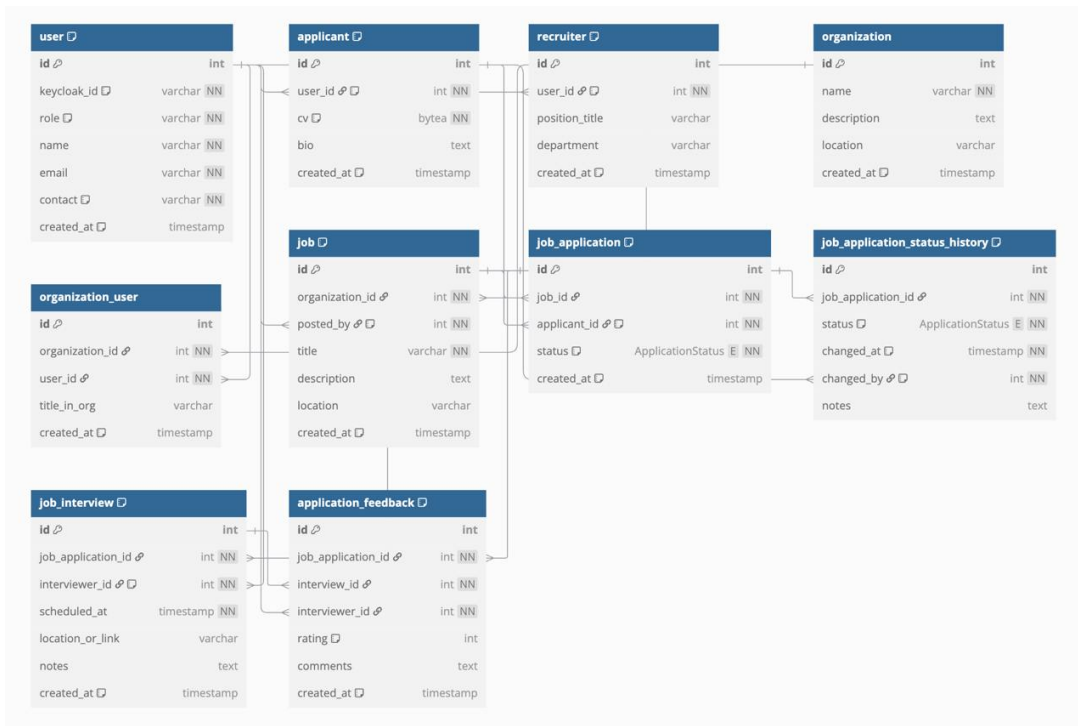 user
id int
keycloak_id varchar NN
role varchar NN
name varchar NN
email varchar NN
contact varchar NN
created_at timestamp
applicant
id int
user_id int NN
cv bytea NN
bio text
created_at timestamp
recruiter
id int
user_id int NN
position_title varchar
department varchar
created_at timestamp
organization
id int
name varchar NN
description text
location varchar
created_at timestamp
organization_user
id int
organization_id int NN
user_id int NN
title_in_org varchar
created_at timestamp
job
id int
organization_id int NN
posted_by int NN
title varchar NN
description text
location varchar
created_at timestamp
job_application
id int
job_id int NN
applicant_id int NN
status ApplicationStatus E NN
created_at timestamp
job_application_status_history
id int
job_application_id int NN
status ApplicationStatus E NN
changed_at timestamp NN
changed_by int NN
notes text
job_interview
id int
job_application_id int NN
interviewer_id int NN
scheduled_at timestamp NN
location_or_link varchar
notes text
created_at timestamp
application_feedback
id int
job_application_id int NN
interview_id int NN
interviewer_id int NN
rating int
comments text
created_at timestamp